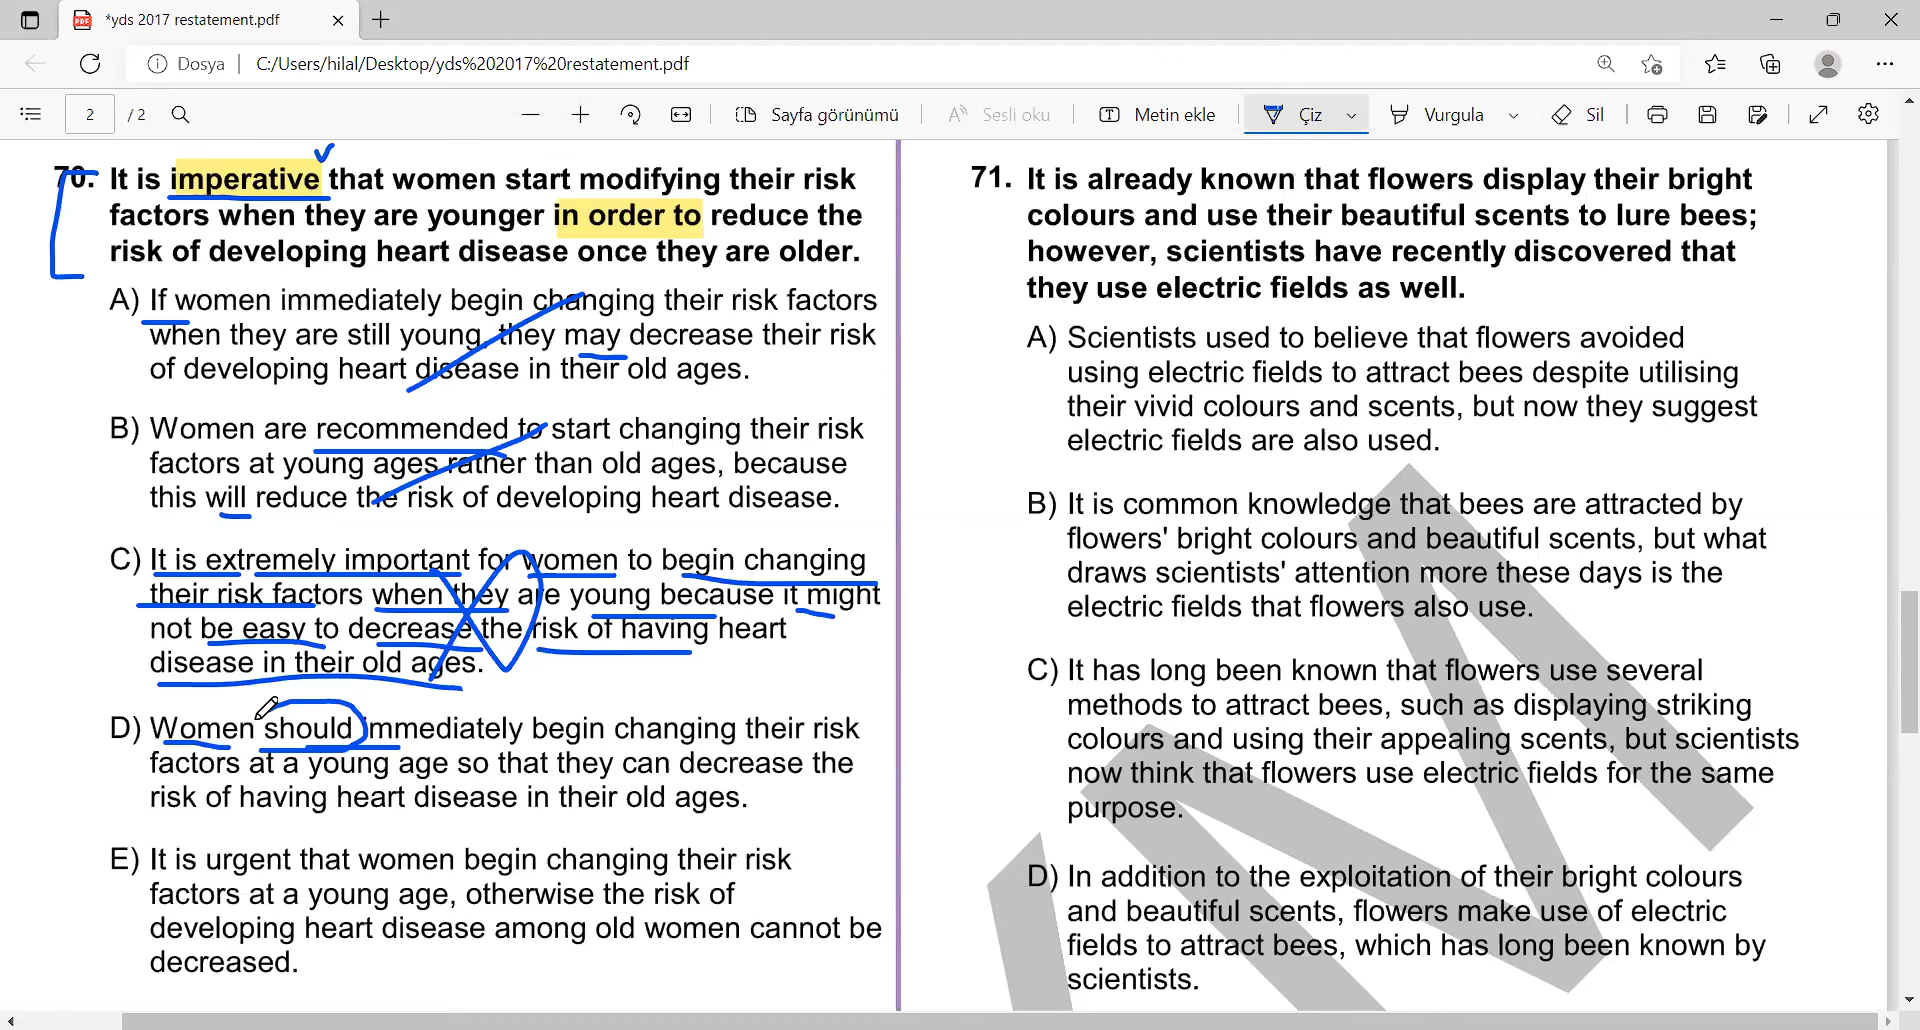 *yds 2017 restatement.pdf
Dosya C:/Users/hilal/Desktop/yds%202017%20restatement.pdf
2 / 2 Sayfa görünümü Sesli oku Metin ekle Çiz Vurgula Sil
70. It is imperative that women start modifying their risk
factors when they are younger in order to reduce the
risk of developing heart disease once they are older.
A) If women immediately begin changing their risk factors
when they are still young, they may decrease their risk
of developing heart disease in their old ages.
B) Women are recommended to start changing their risk
factors at young ages rather than old ages, because
this will reduce the risk of developing heart disease.
C) It is extremely important for women to begin changing
their risk factors when they are young because it might
not be easy to decrease the risk of having heart
disease in their old ages.
D) Women should immediately begin changing their risk
factors at a young age so that they can decrease the
risk of having heart disease in their old ages.
E) It is urgent that women begin changing their risk
factors at a young age, otherwise the risk of
developing heart disease among old women cannot be
decreased.
71. It is already known that flowers display their bright
colours and use their beautiful scents to lure bees;
however, scientists have recently discovered that
they use electric fields as well.
A) Scientists used to believe that flowers avoided
using electric fields to attract bees despite utilising
their vivid colours and scents, but now they suggest
electric fields are also used.
B) It is common knowledge that bees are attracted by
flowers' bright colours and beautiful scents, but what
draws scientists' attention more these days is the
electric fields that flowers also use.
C) It has long been known that flowers use several
methods to attract bees, such as displaying striking
colours and using their appealing scents, but scientists
now think that flowers use electric fields for the same
purpose.
D) In addition to the exploitation of their bright colours
and beautiful scents, flowers make use of electric
fields to attract bees, which has long been known by
scientists.